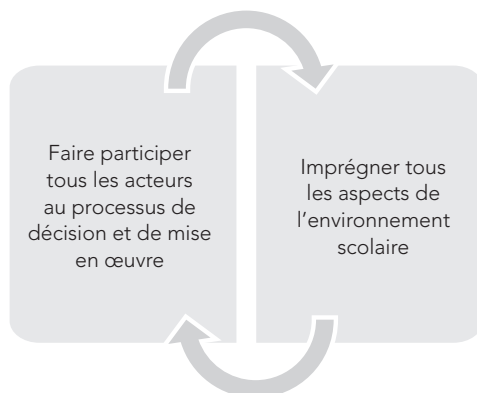 Faire participer
tous les acteurs
au processus de
décision et de mise
en œuvre
Imprégner tous
les aspects de
l'environnement
scolaire